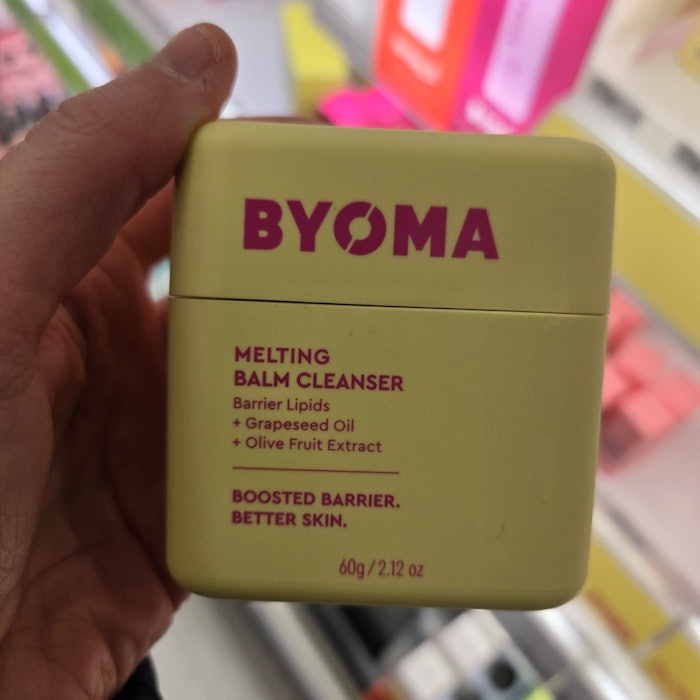 BYOMA
MELTING
BALM CLEANSER
Barrier Lipids
+ Grapeseed Oil
+ Olive Fruit Extract
BOOSTED BARRIER.
BETTER SKIN.
60g / 2.12 oz